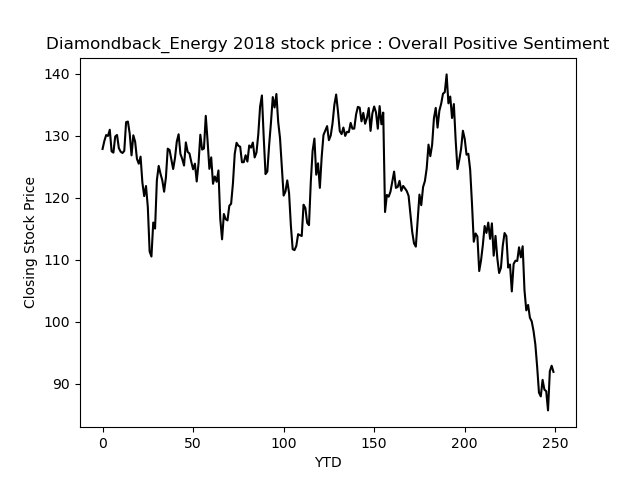 Diamondback_Energy 2018 stock price : Overall Positive Sentiment
Closing Stock Price
140
130
120
110
100
90
0 50 100 150 200 250
YTD